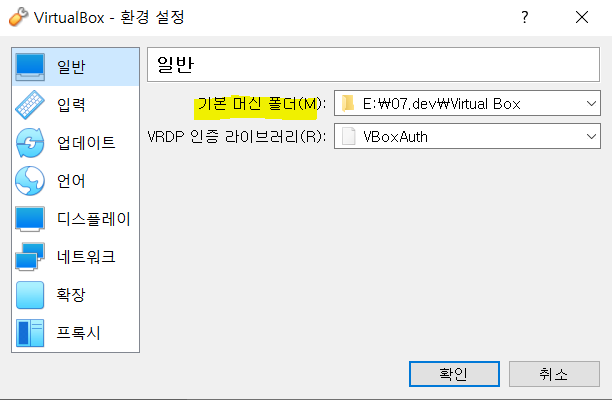 VirtualBox - 환경 설정
?
일반
입력
업데이트
언어
디스플레이
네트워크
확장
프록시
일반
기본 머신 폴더(M): E:₩07.dev₩Virtual Box
VRDP 인증 라이브러리(R): VBoxAuth
확인 취소